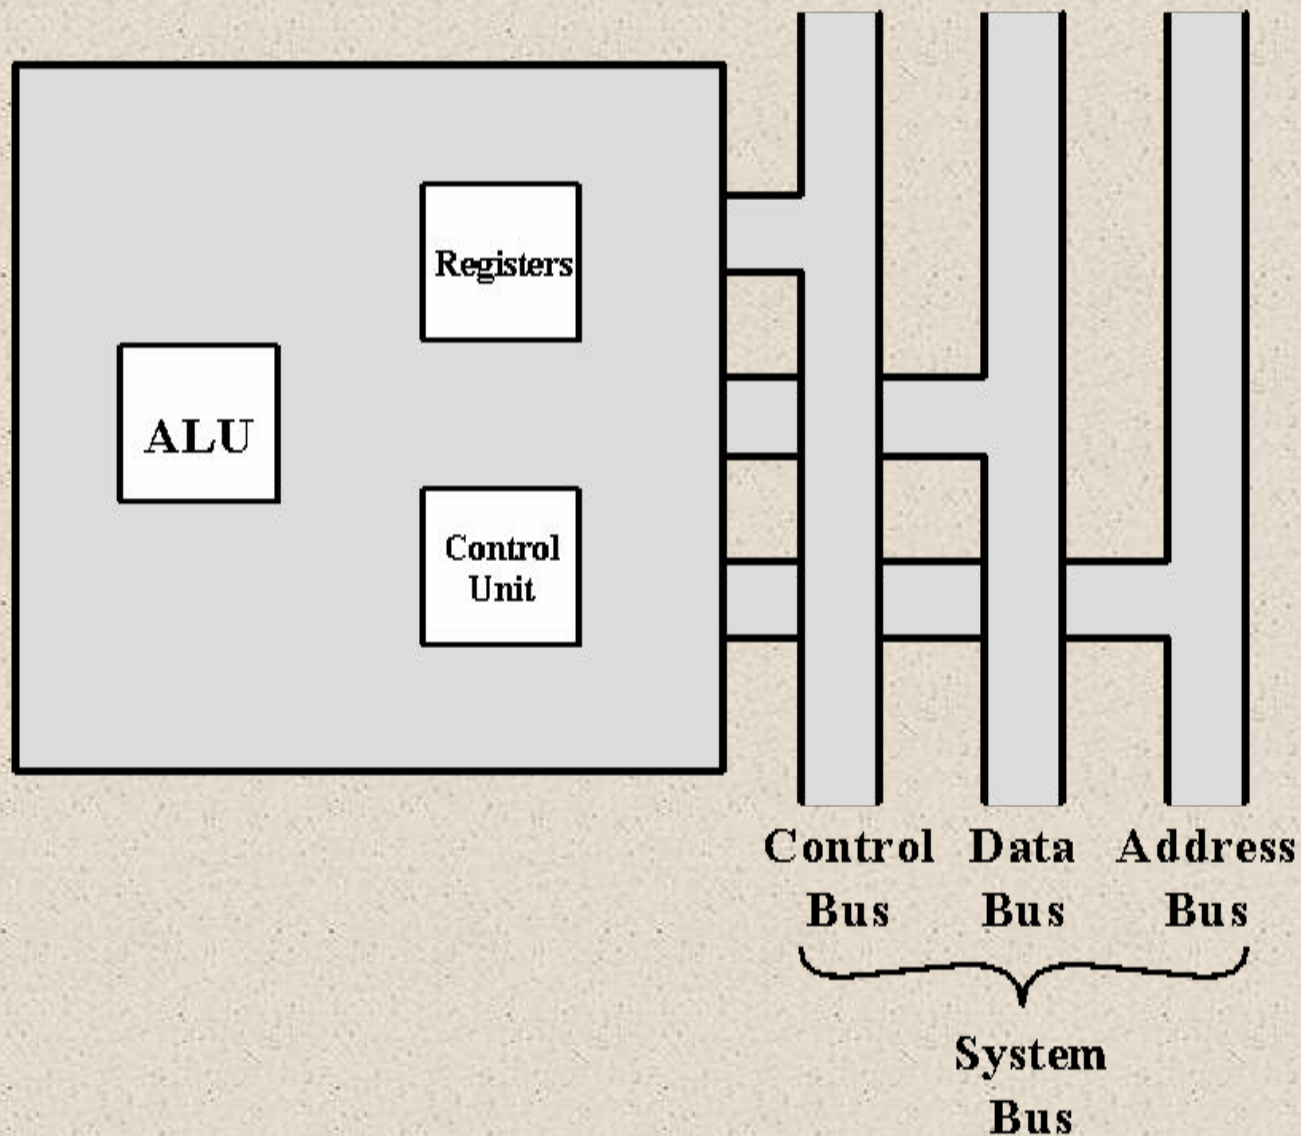 Registers
ALU
Control
Unit
Control Data Address
Bus Bus Bus
System
Bus